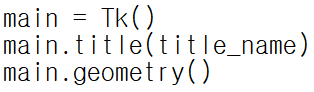 main = Tk()
main.title(title_name)
main.geometry()